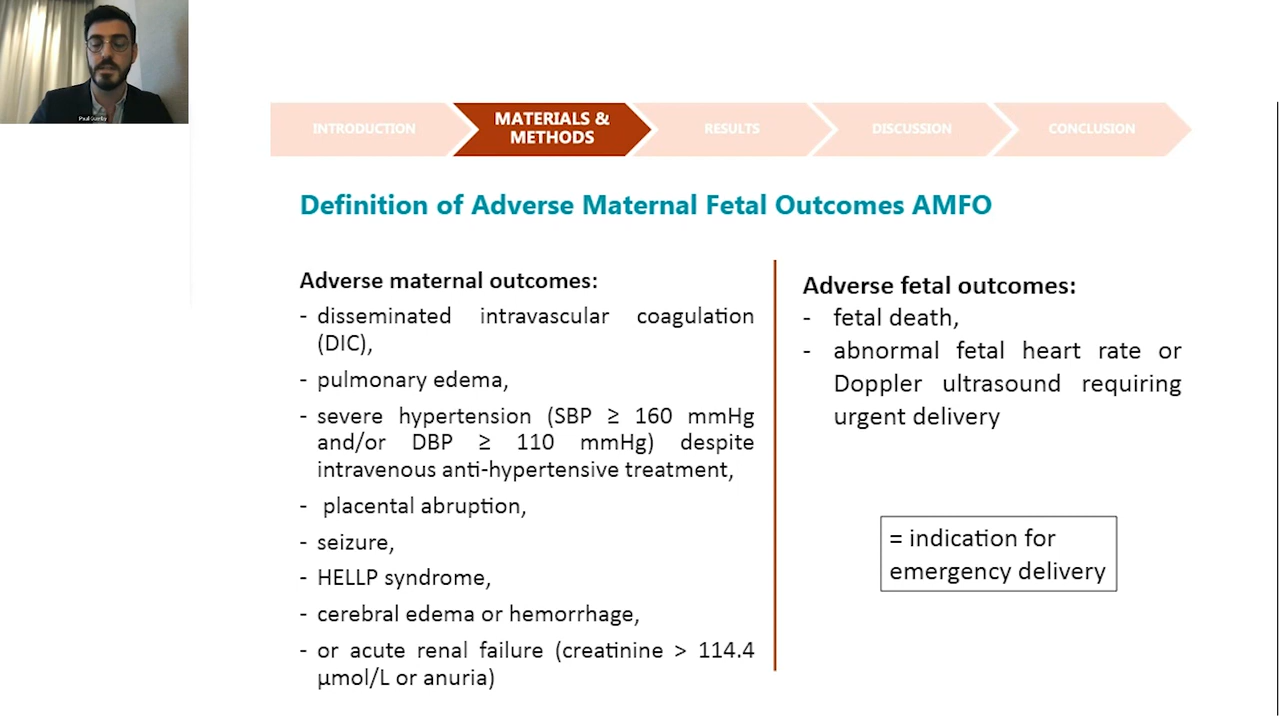 INTRODUCTION
MATERIALS &
METHODS
RESULTS
DISCUSSION
CONCLUSION
Definition of Adverse Maternal Fetal Outcomes AMFO
Adverse maternal outcomes:
- disseminated intravascular coagulation
(DIC),
- pulmonary edema,
- severe hypertension (SBP ≥ 160 mmHg
and/or DBP ≥ 110 mmHg) despite
intravenous anti-hypertensive treatment,
- placental abruption,
- seizure,
- HELLP syndrome,
- cerebral edema or hemorrhage,
- or acute renal failure (creatinine > 114.4
µmol/L or anuria)
Adverse fetal outcomes:
- fetal death,
- abnormal fetal heart rate or
Doppler ultrasound requiring
urgent delivery
= indication for
emergency delivery